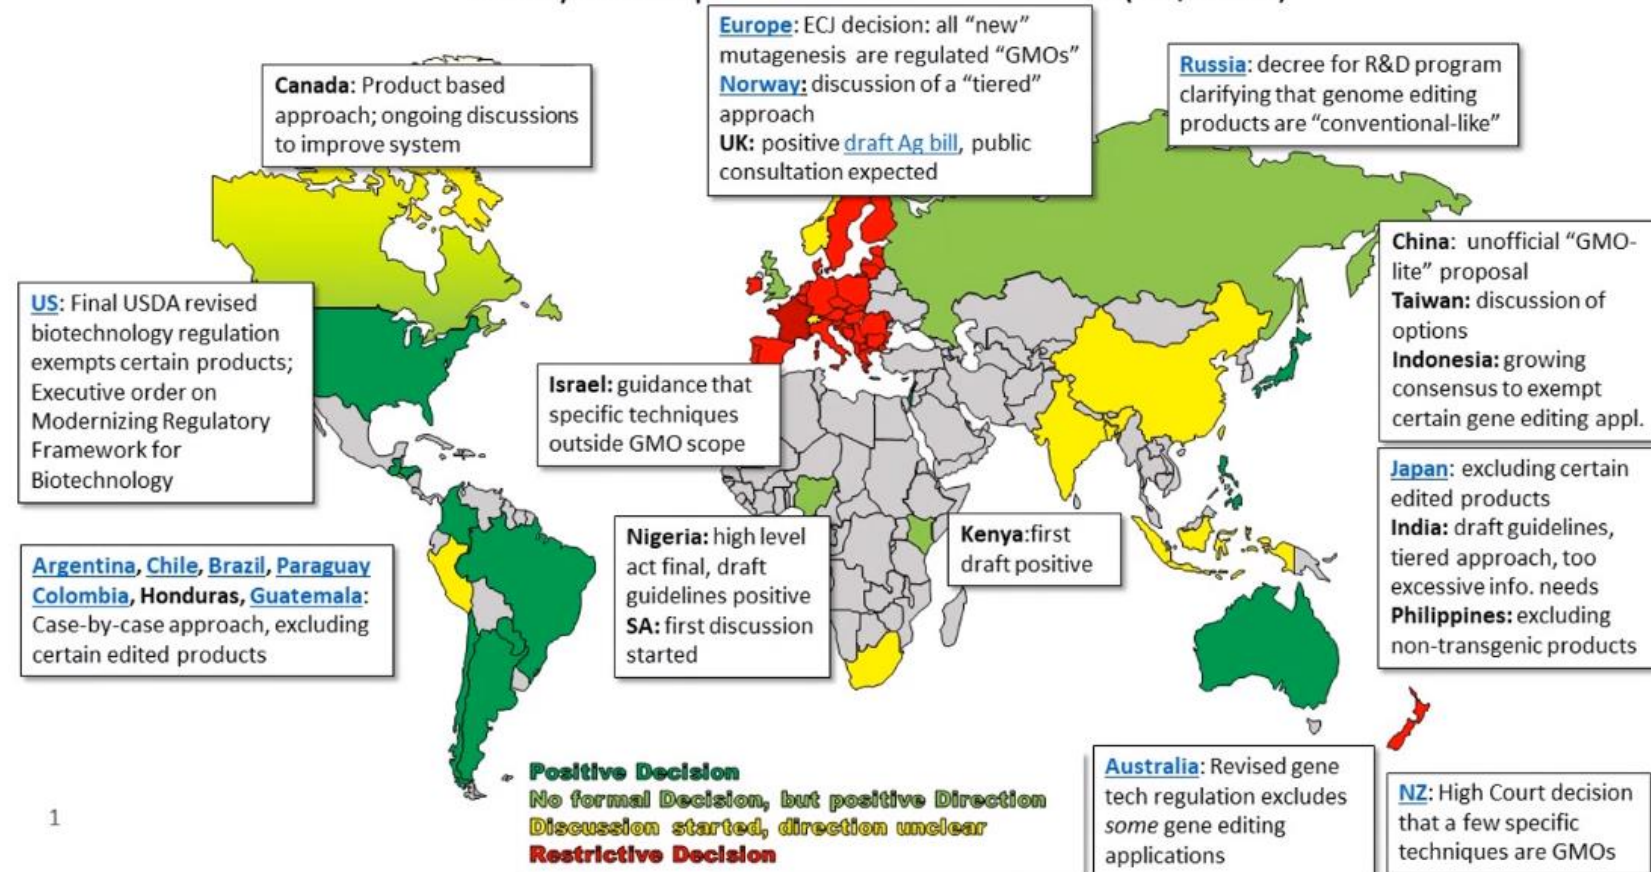 Europe: ECJ decision: all “new”
mutagenesis are regulated “GMOs”
Norway: discussion of a “tiered”
approach
UK: positive draft Ag bill, public
consultation expected
Canada: Product based
approach; ongoing discussions
to improve system
Russia: decree for R&D program
clarifying that genome editing
products are “conventional-like”
US: Final USDA revised
biotechnology regulation
exempts certain products;
Executive order on
Modernizing Regulatory
Framework for
Biotechnology
China: unofficial “GMO-
lite” proposal
Taiwan: discussion of
options
Indonesia: growing
consensus to exempt
certain gene editing appl.
Israel: guidance that
specific techniques
outside GMO scope
Japan: excluding certain
edited products
India: draft guidelines,
tiered approach, too
excessive info. needs
Philippines: excluding
non-transgenic products
Argentina, Chile, Brazil, Paraguay
Colombia, Honduras, Guatemala:
Case-by-case approach, excluding
certain edited products
Nigeria: high level
act final, draft
guidelines positive
SA: first discussion
started
Kenya:first
draft positive
Positive Decision
No formal Decision, but positive Direction
Discussion started, direction unclear
Restrictive Decision
Australia: Revised gene
tech regulation excludes
some gene editing
applications
NZ: High Court decision
that a few specific
techniques are GMOs
1